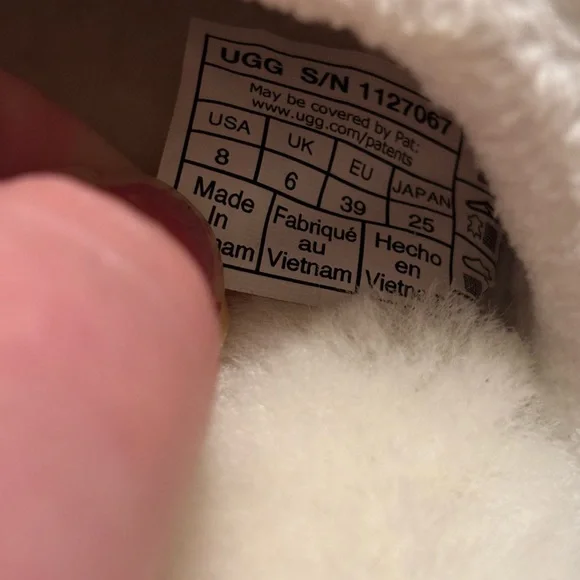 UGG S/N 1127067
May be covered by Pat:
www.ugg.com/patents
USA UK EU JAPAN
8 6 39 25
Made Fabriqué Hecho
In au en
Vietnam